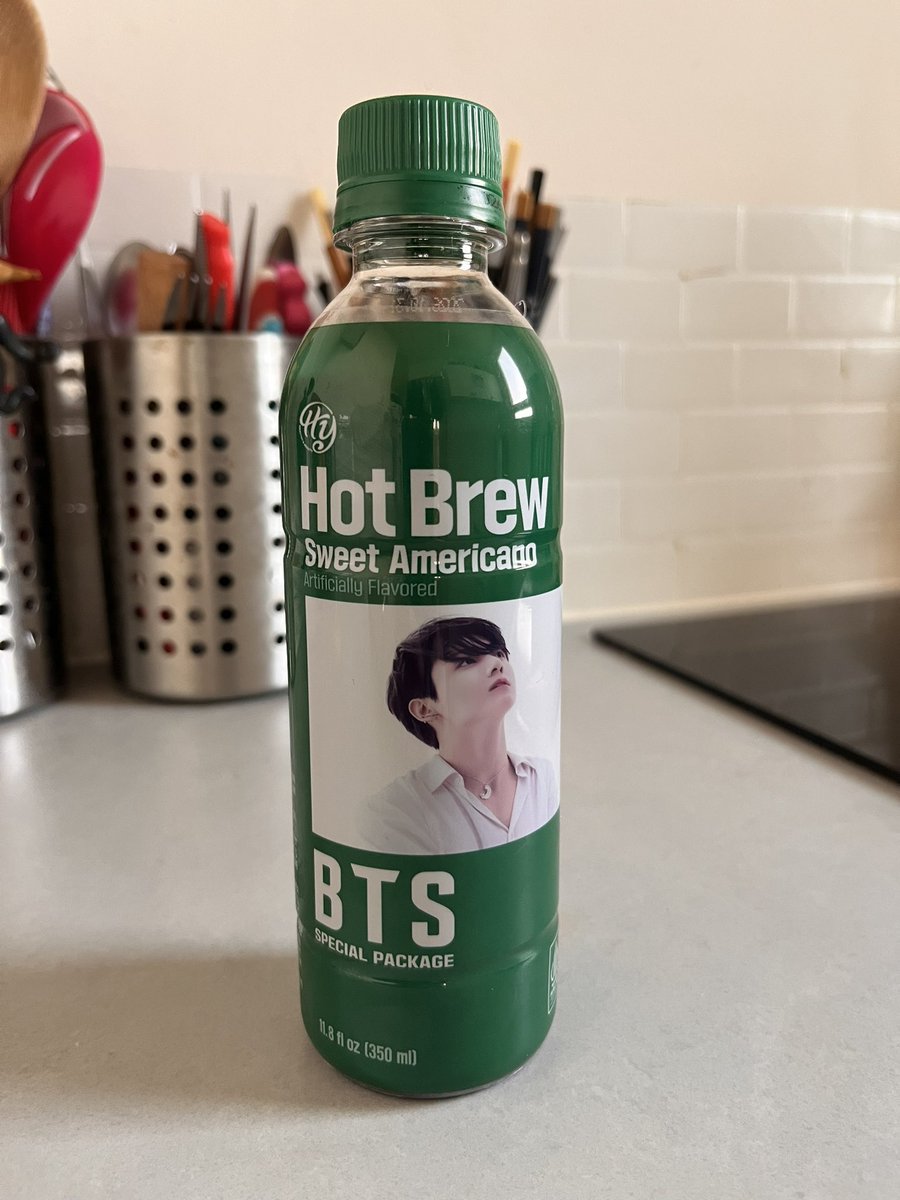 Hy
Hot Brew
Sweet Americano
Artificially Flavored
BTS
SPECIAL PACKAGE
11.8 fl oz (350 ml)